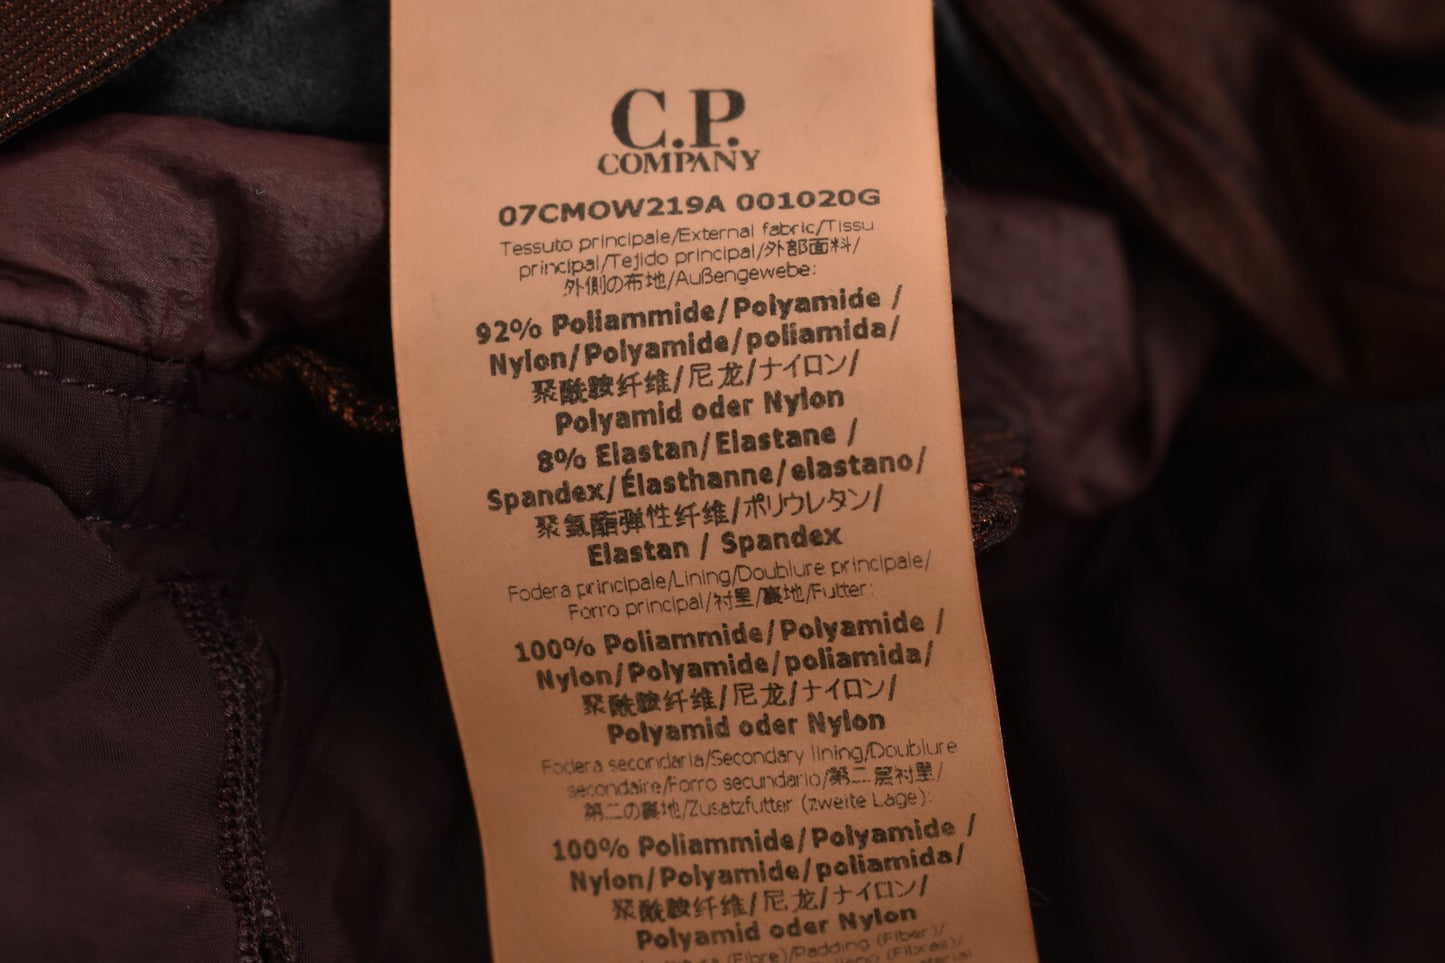 C.P.
COMPANY
07CMOW219A 001020G
Tessuto principale/External fabric/Tissu
principal/Tejido principal/外部面料/
外側の布地/Außengewebe:
92% Poliammide/Polyamide /
Nylon/Polyamide/poliamida/
聚酰胺纤维/尼龙/ナイロン/
Polyamid oder Nylon
8% Elastan/Elastane /
Spandex/Élasthanne/elastano/
聚氨酯弹性纤维/ポリウレタン/
Elastan / Spandex
Fodera principale/Lining/Doublure principale/
Forro principal/衬里/裏地/Futter:
100% Poliammide/Polyamide /
Nylon/Polyamide/poliamida/
聚酰胺纤维/尼龙/ナイロン/
Polyamid oder Nylon
Fodera secondaria/Secondary lining/Doublure
secondaire/Forro secundario/第二层衬里/
第二の裏地/Zusatzfutter (zweite Lage):
100% Poliammide/Polyamide /
Nylon/Polyamide/poliamida/
聚酰胺纤维/尼龙/ナイロン/
Polyamid oder Nylon
(Fibre)/Padding (Fiber)/
(Fibras)/